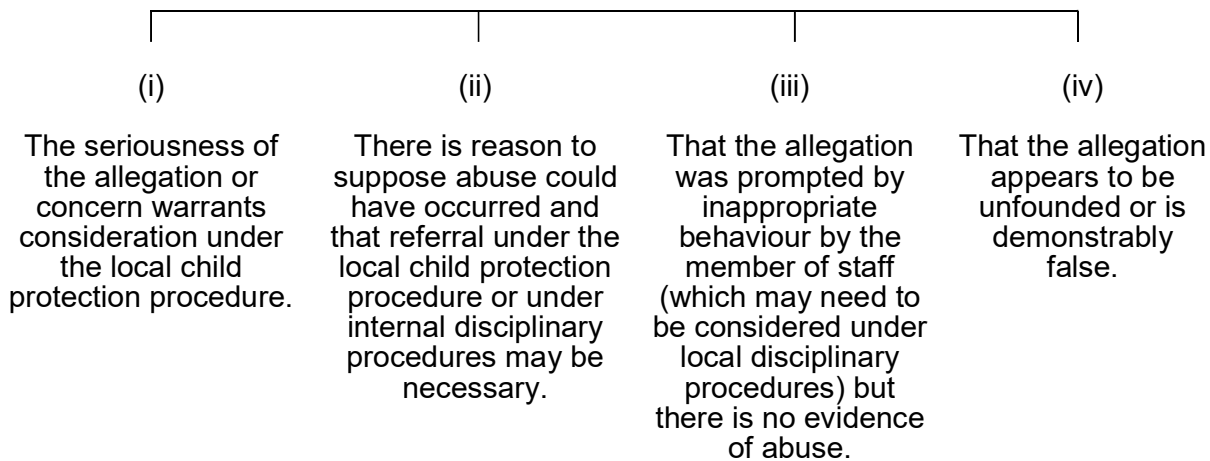 (i)
The seriousness of
the allegation or
concern warrants
consideration under
the local child
protection procedure.
(ii)
There is reason to
suppose abuse could
have occurred and
that referral under the
local child protection
procedure or under
internal disciplinary
procedures may be
necessary.
(iii)
That the allegation
was prompted by
inappropriate
behaviour by the
member of staff
(which may need to
be considered under
local disciplinary
procedures) but
there is no evidence
of abuse.
(iv)
That the allegation
appears to be
unfounded or is
demonstrably
false.